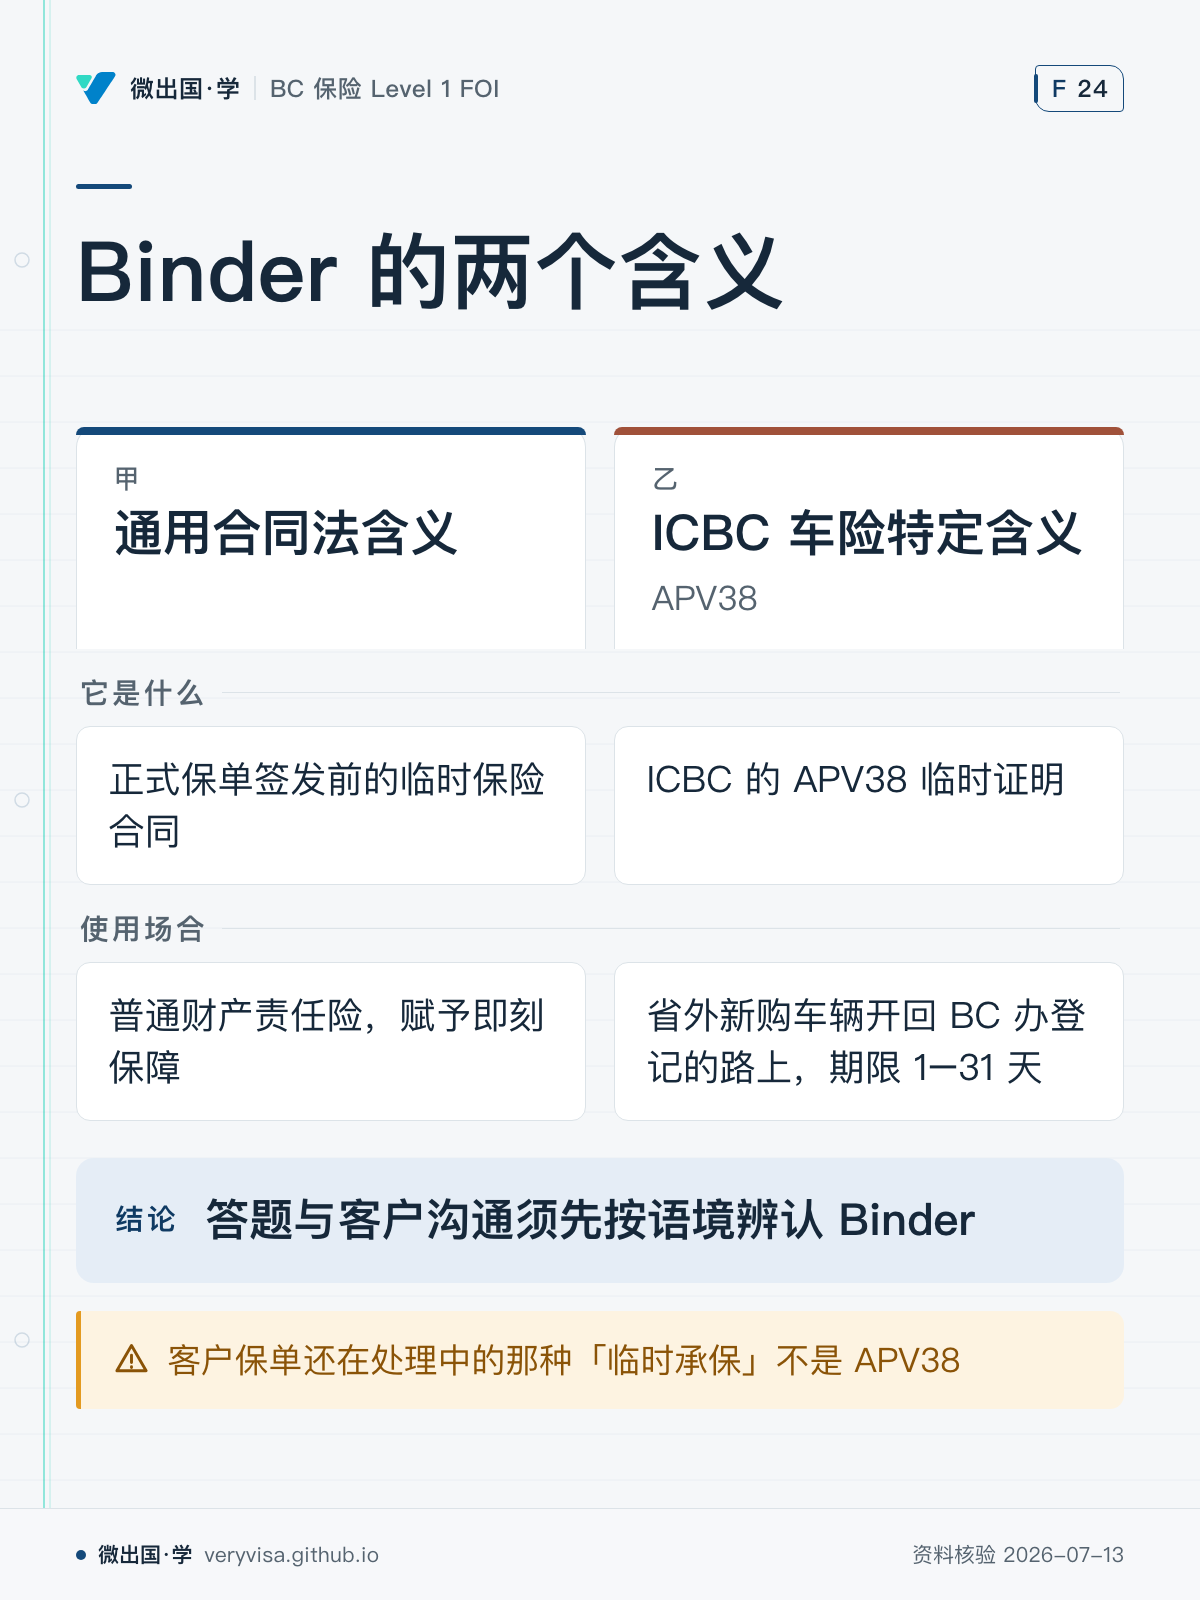 微出国·学 BC 保险 Level 1 FOI
F 24
Binder 的两个含义
甲
通用合同法含义
乙
ICBC 车险特定含义
APV38
它是什么
正式保单签发前的临时保险
合同
ICBC 的 APV38 临时证明
使用场合
普通财产责任险，赋予即刻
保障
省外新购车辆开回 BC 办登
记的路上，期限 1–31 天
结论 答题与客户沟通须先按语境辨认 Binder
客户保单还在处理中的那种「临时承保」不是 APV38
微出国·学 veryvisa.github.io
资料核验 2026-07-13